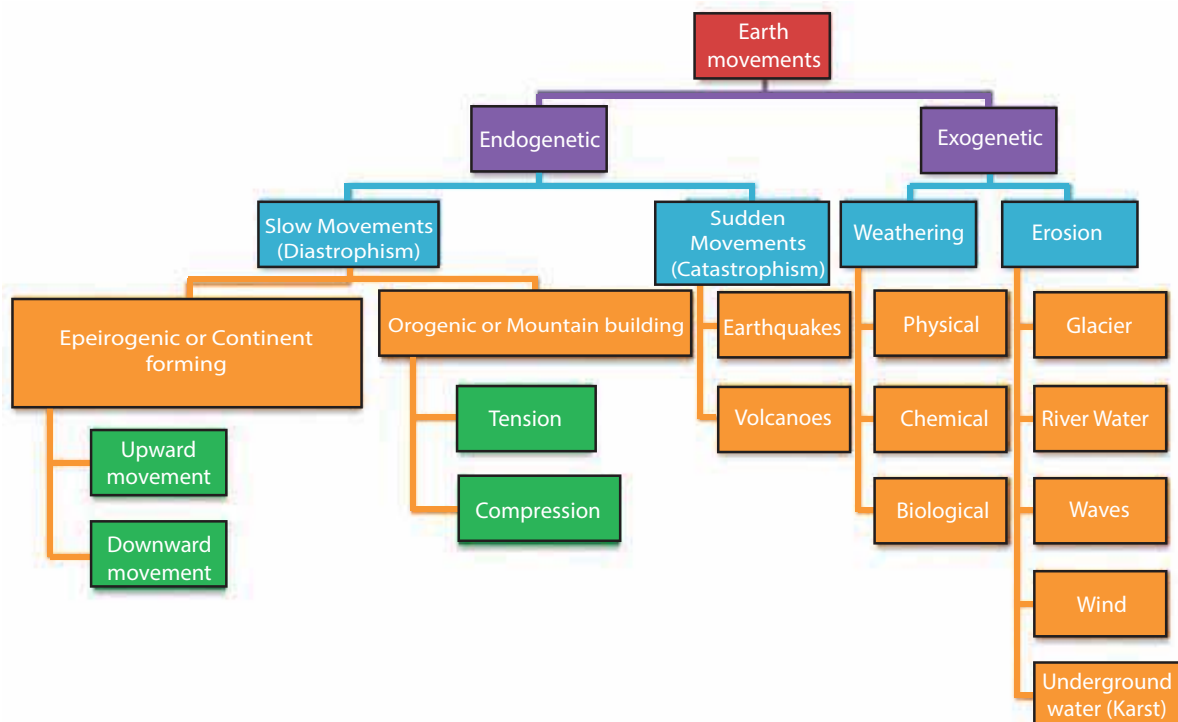 Earth
movements
Endogenetic
Exogenetic
Slow Movements
(Diastrophism)
Sudden
Movements
(Catastrophism)
Weathering
Erosion
Epeirogenic or Continent
forming
Orogenic or Mountain building
Earthquakes
Physical
Glacier
Tension
Volcanoes
Chemical
River Water
Upward
movement
Compression
Biological
Waves
Downward
movement
Wind
Underground
water (Karst)